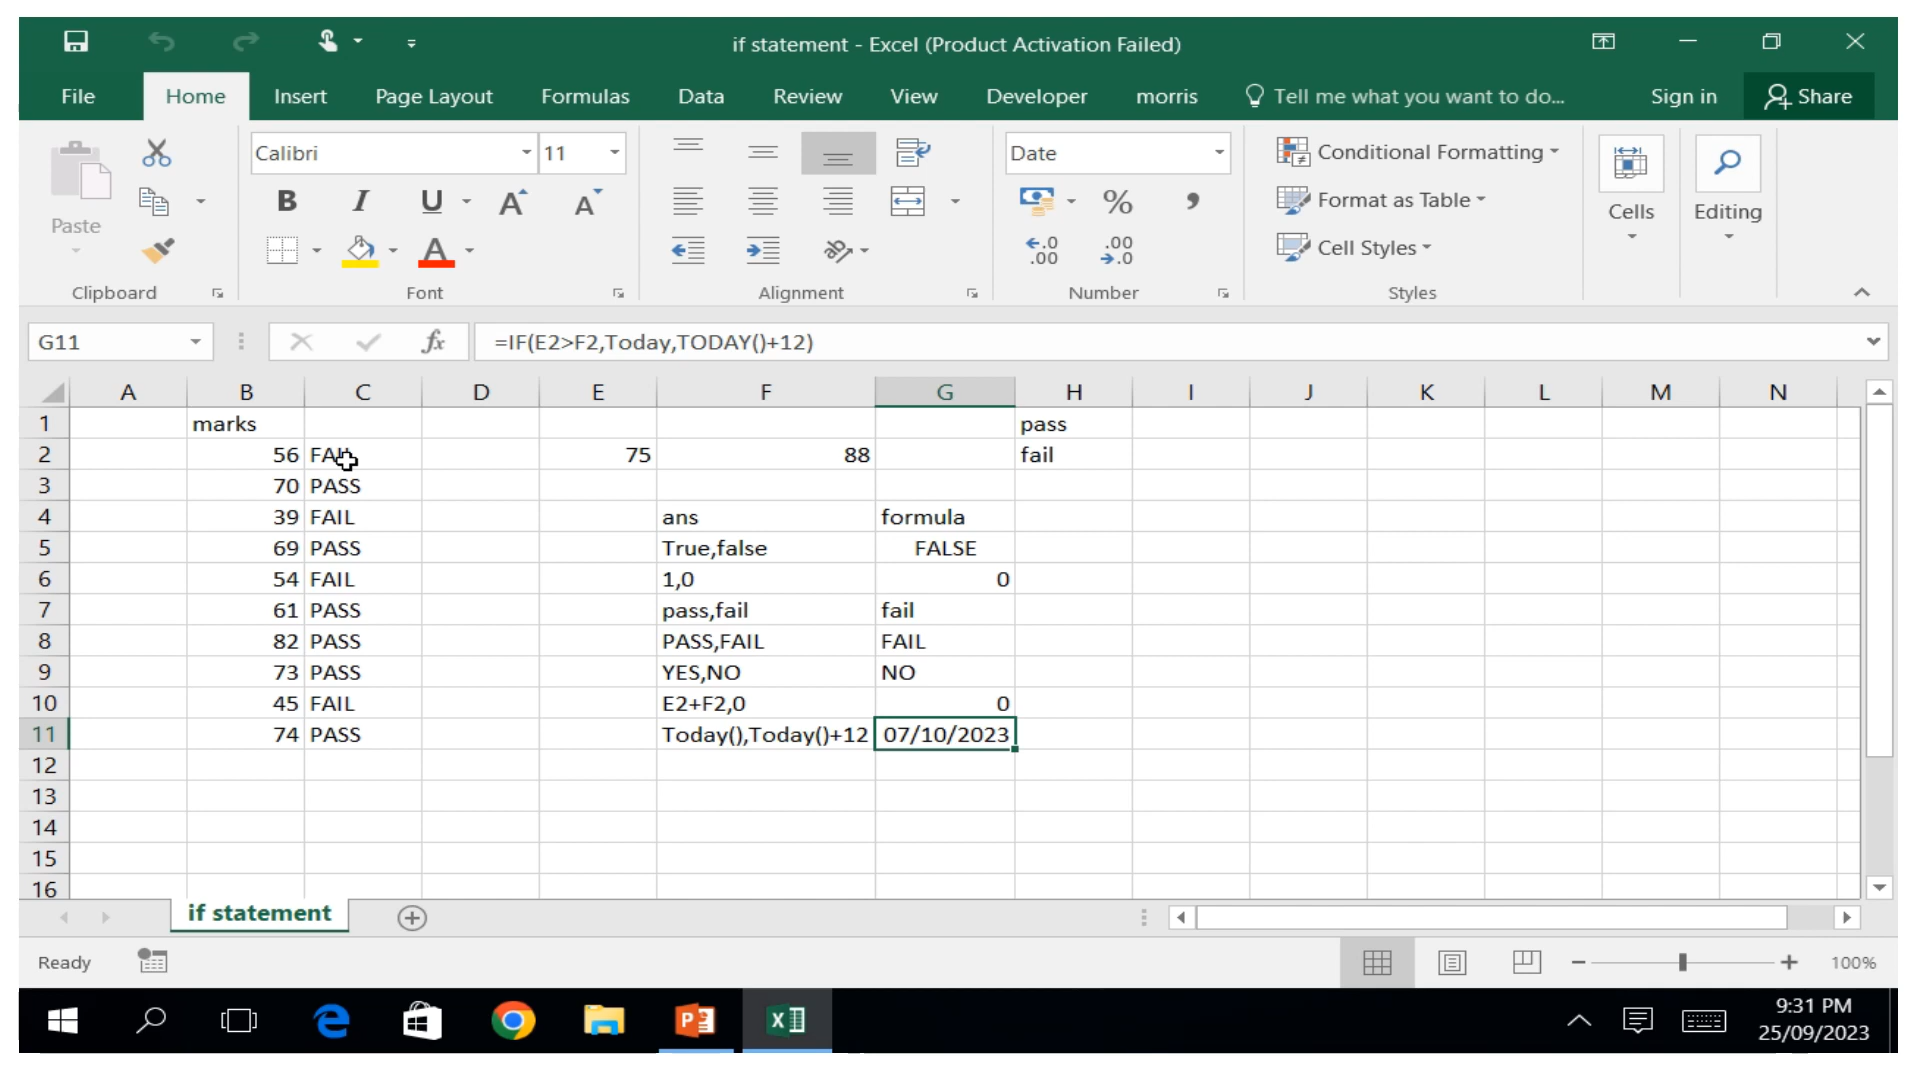 if statement - Excel (Product Activation Failed)
File Home Insert Page Layout Formulas Data Review View Developer morris Tell me what you want to do... Sign in Share
Calibri 11 Date Conditional Formatting
Paste B I U A A % , Format as Table Cells Editing
A ←.0 .00 .00 →.0 Cell Styles
Clipboard Font Alignment Number Styles
G11 fx =IF(E2>F2,Today,TODAY()+12)
A B C D E F G H I J K L M N
1 marks pass
2 56 FAIL 75 88 fail
3 70 PASS
4 39 FAIL ans formula
5 69 PASS True,false FALSE
6 54 FAIL 1,0 0
7 61 PASS pass,fail fail
8 82 PASS PASS,FAIL FAIL
9 73 PASS YES,NO NO
10 45 FAIL E2+F2,0 0
11 74 PASS Today(),Today()+12 07/10/2023
12
13
14
15
16
if statement
Ready 100%
9:31 PM
25/09/2023